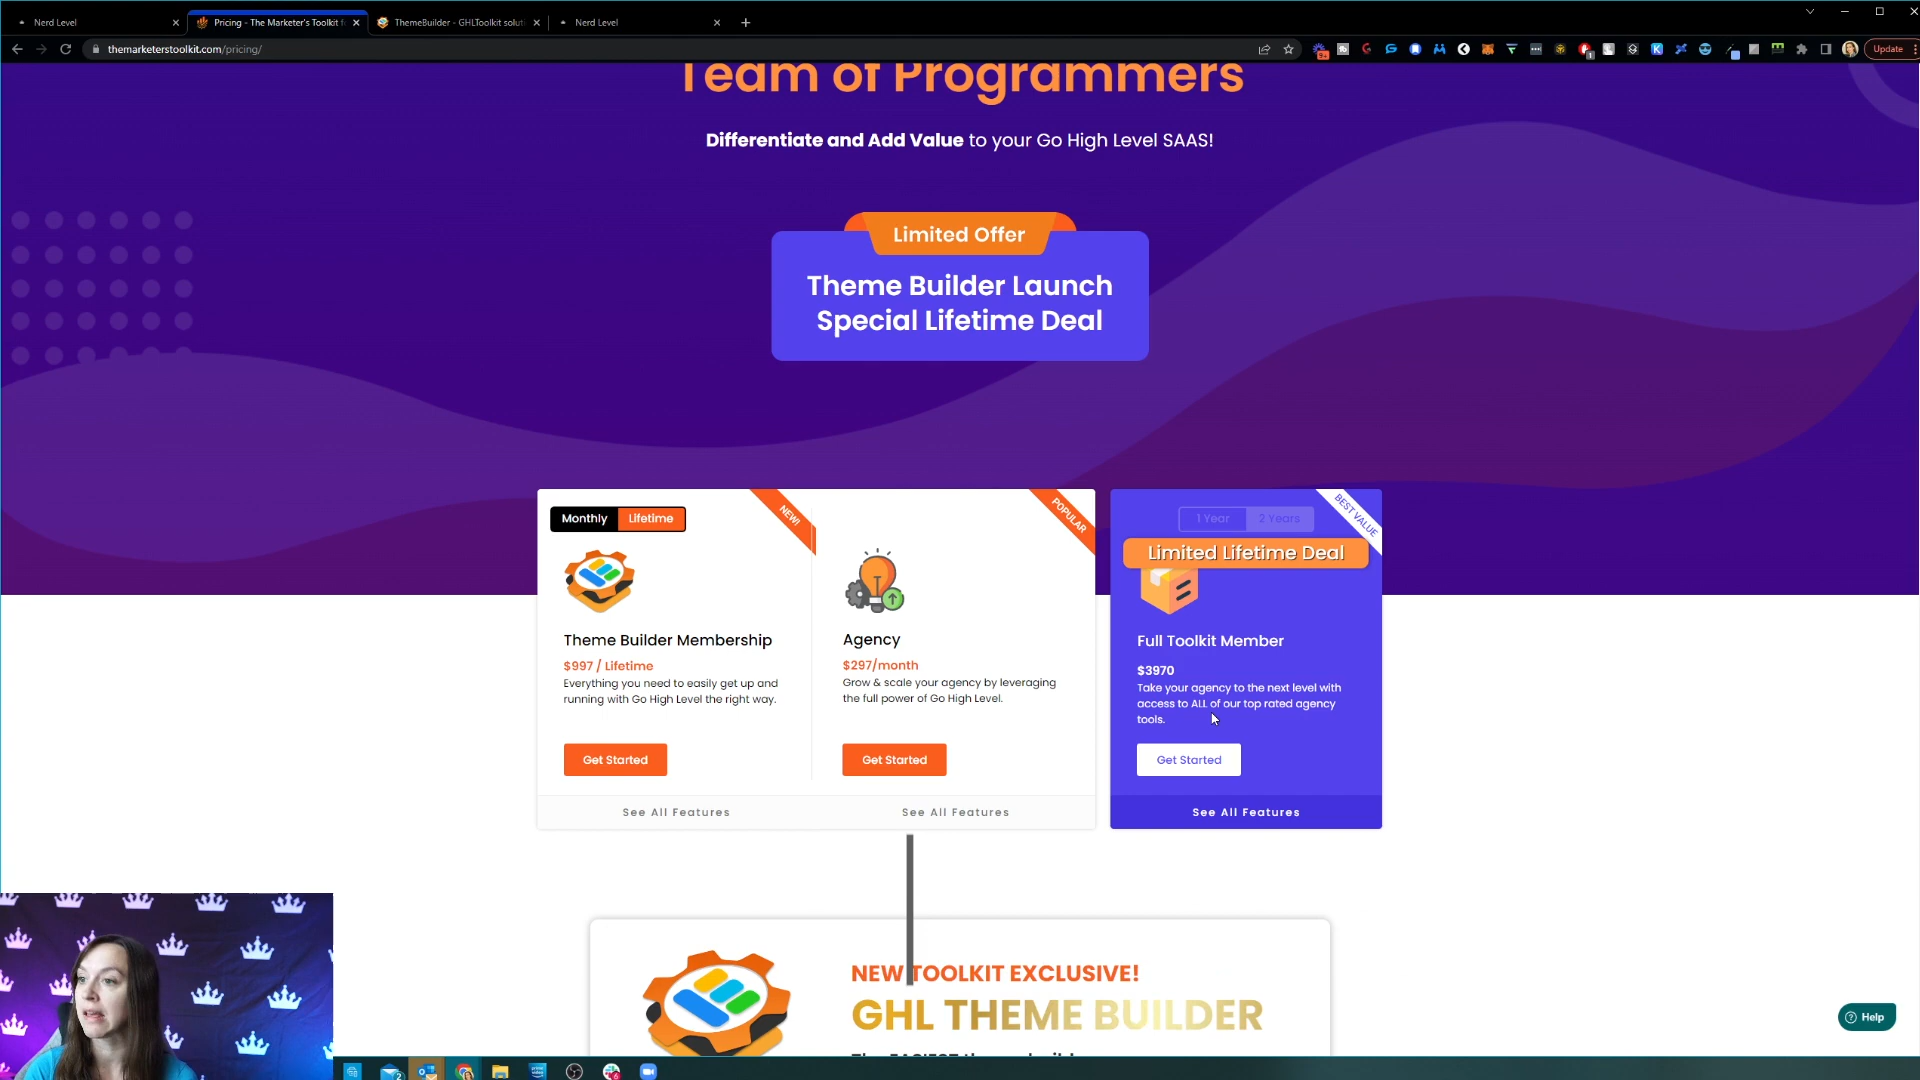 Nerd Level
Pricing - The Marketer's Toolkit f
ThemeBuilder - GHLToolkit soluti
Nerd Level
themarketerstoolkit.com/pricing/
Update
Team of Programmers
Differentiate and Add Value to your Go High Level SAAS!
Limited Offer
Theme Builder Launch
Special Lifetime Deal
Monthly
Lifetime
NEW!
POPULAR
1 Year
2 Years
BEST VALUE
Limited Lifetime Deal
Theme Builder Membership
$997 / Lifetime
Everything you need to easily get up and
running with Go High Level the right way.
Get Started
See All Features
Agency
$297/month
Grow & scale your agency by leveraging
the full power of Go High Level.
Get Started
See All Features
Full Toolkit Member
$3970
Take your agency to the next level with
access to ALL of our top rated agency
tools.
Get Started
See All Features
NEW TOOLKIT EXCLUSIVE!
GHL THEME BUILDER
Help